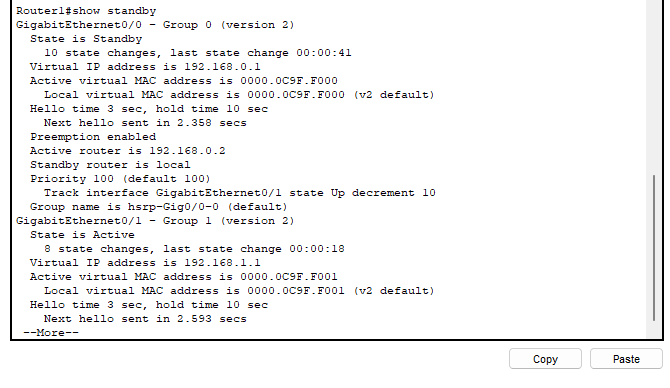 Router1#show standby
GigabitEthernet0/0 - Group 0 (version 2)
State is Standby
10 state changes, last state change 00:00:41
Virtual IP address is 192.168.0.1
Active virtual MAC address is 0000.0C9F.F000
Local virtual MAC address is 0000.0C9F.F000 (v2 default)
Hello time 3 sec, hold time 10 sec
Next hello sent in 2.358 secs
Preemption enabled
Active router is 192.168.0.2
Standby router is local
Priority 100 (default 100)
Track interface GigabitEthernet0/1 state Up decrement 10
Group name is hsrp-Gig0/0-0 (default)
GigabitEthernet0/1 - Group 1 (version 2)
State is Active
8 state changes, last state change 00:00:18
Virtual IP address is 192.168.1.1
Active virtual MAC address is 0000.0C9F.F001
Local virtual MAC address is 0000.0C9F.F001 (v2 default)
Hello time 3 sec, hold time 10 sec
Next hello sent in 2.593 secs
--More--
Copy Paste